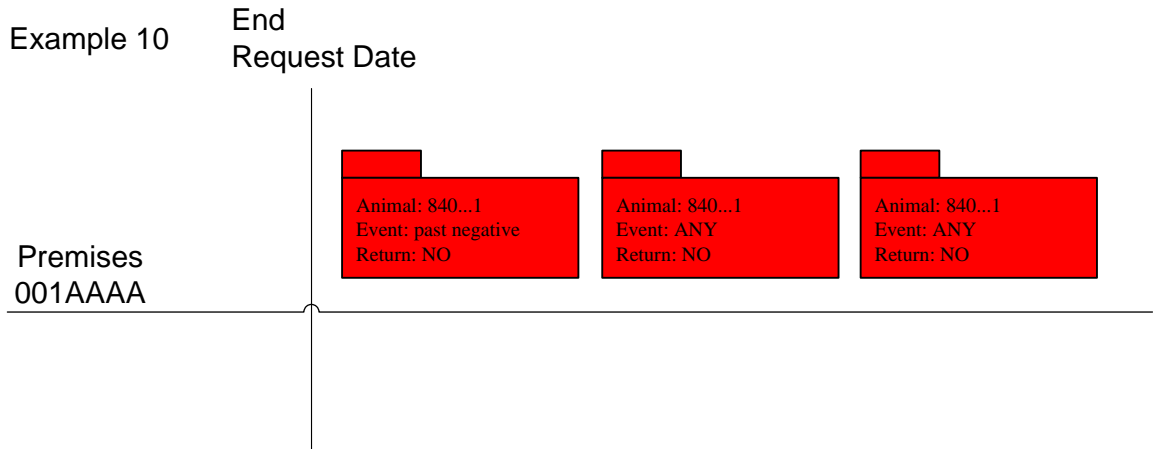 Example 10
End
Request Date
Animal: 840...1
Event: past negative
Return: NO
Animal: 840...1
Event: ANY
Return: NO
Animal: 840...1
Event: ANY
Return: NO
Premises
001AAAA